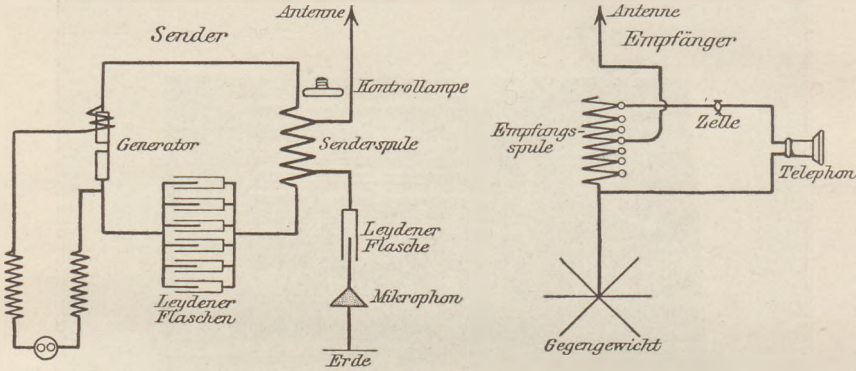 Sender
Antenne
Kontrollampe
Generator
Senderspule
Leydener
Flaschen
Leydener
Flasche
Mikrophon
Erde
Antenne
Empfänger
Empfangs-
spule
Zelle
Telephon
Gegengewicht